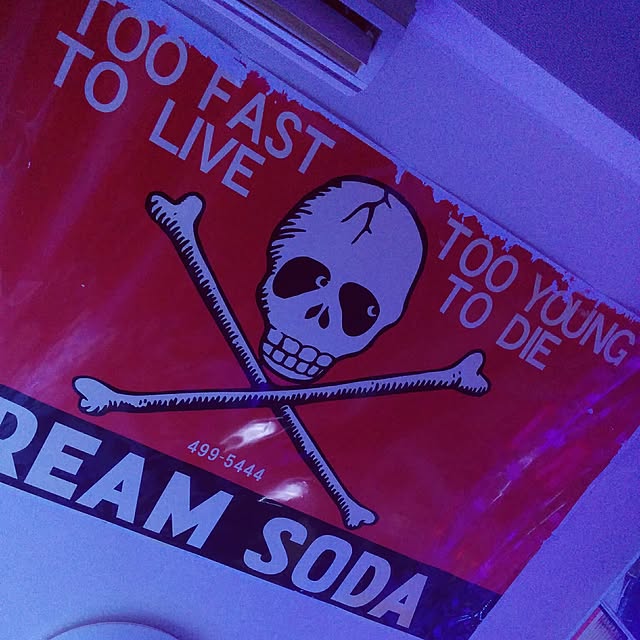 TOO FAST
TO LIVE
TOO YOUNG
TO DIE
499-5444
REAM SODA